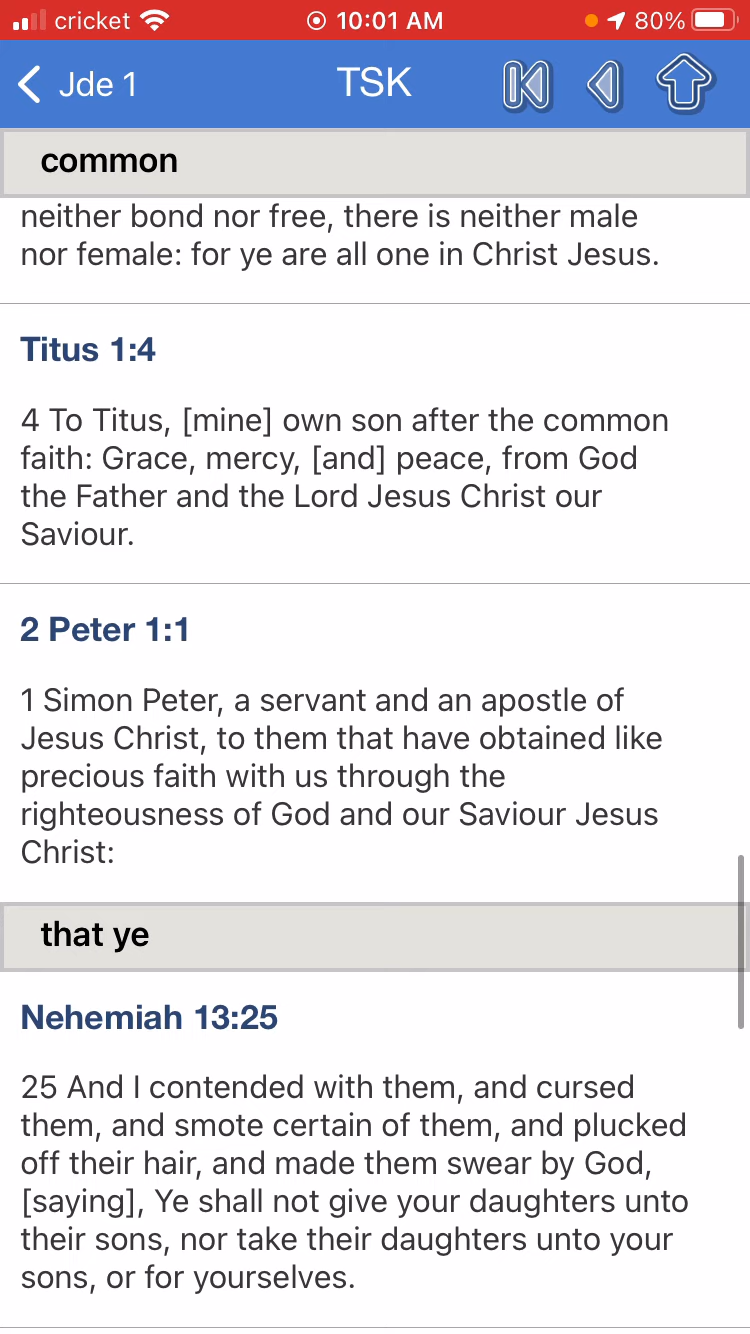 cricket 10:01 AM 80%
Jde 1 TSK
common
neither bond nor free, there is neither male
nor female: for ye are all one in Christ Jesus.
Titus 1:4
4 To Titus, [mine] own son after the common
faith: Grace, mercy, [and] peace, from God
the Father and the Lord Jesus Christ our
Saviour.
2 Peter 1:1
1 Simon Peter, a servant and an apostle of
Jesus Christ, to them that have obtained like
precious faith with us through the
righteousness of God and our Saviour Jesus
Christ:
that ye
Nehemiah 13:25
25 And I contended with them, and cursed
them, and smote certain of them, and plucked
off their hair, and made them swear by God,
[saying], Ye shall not give your daughters unto
their sons, nor take their daughters unto your
sons, or for yourselves.